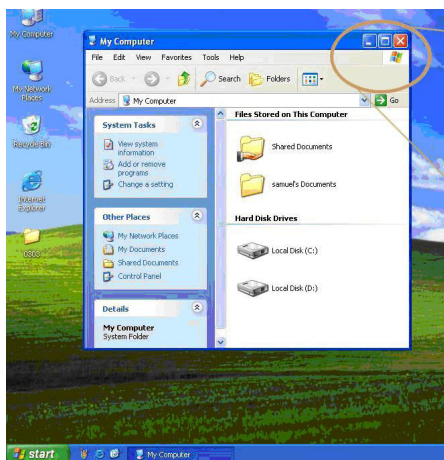 My Computer
My Network
Places
Recycle Bin
Internet
Explorer
0303
My Computer
File Edit View Favorites Tools Help
Back Search Folders
Address My Computer Go
System Tasks
View system
information
Add or remove
programs
Change a setting
Other Places
My Network Places
My Documents
Shared Documents
Control Panel
Details
My Computer
System Folder
Files Stored on This Computer
Shared Documents
samuel's Documents
Hard Disk Drives
Local Disk (C:)
Local Disk (D:)
start My Computer